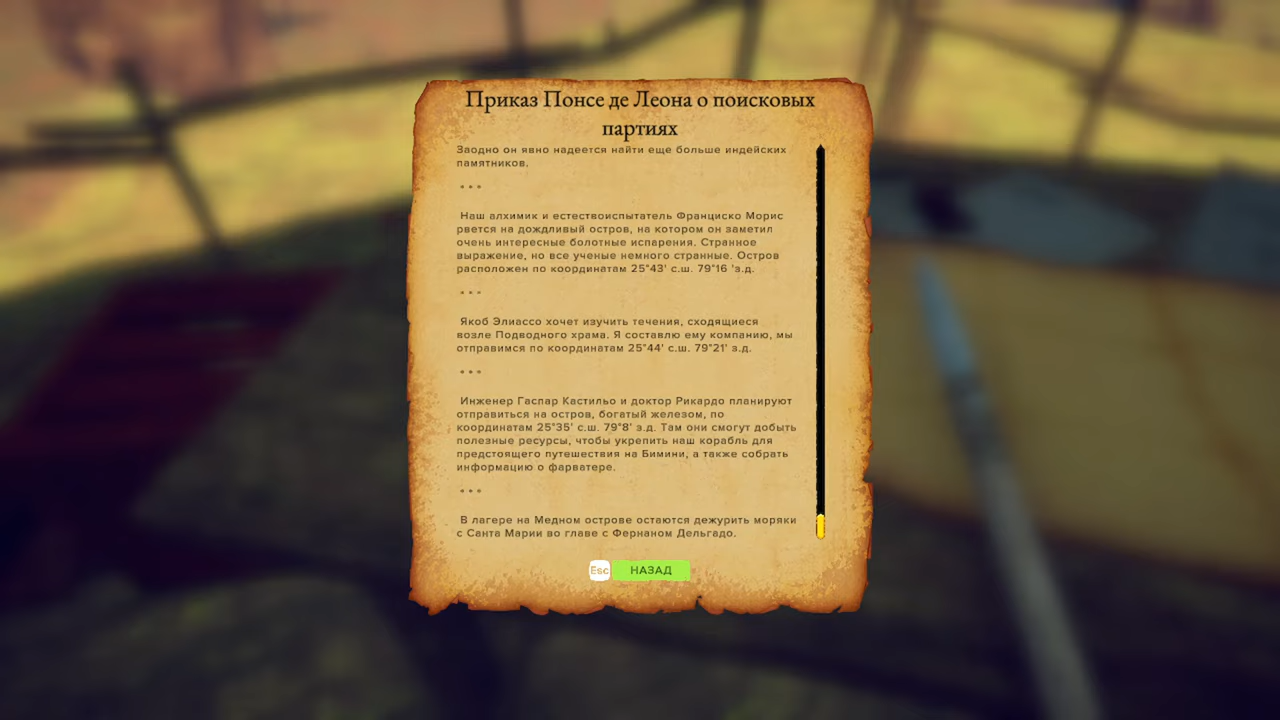 Приказ Понсе де Леона о поисковых
партиях
Заодно он явно надеется найти еще больше индейских
памятников.
***
Наш алхимик и естествоиспытатель Франциско Морис
рвется на дождливый остров, на котором он заметил
очень интересные болотные испарения. Странное
выражение, но все ученые немного странные. Остров
расположен по координатам 25°43' с.ш. 79°16 'з.д.
***
Якоб Элиассо хочет изучить течения, сходящиеся
возле Подводного храма. Я составлю ему компанию, мы
отправимся по координатам 25°44' с.ш. 79°21' з.д.
***
Инженер Гаспар Кастильо и доктор Рикардо планируют
отправиться на остров, богатый железом, по
координатам 25°35' с.ш. 79°8' з.д. Там они смогут добыть
полезные ресурсы, чтобы укрепить наш корабль для
предстоящего путешествия на Бимини, а также собрать
информацию о фарватере.
***
В лагере на Медном острове остаются дежурить моряки
с Санта Марии во главе с Фернаном Дельгадо.
Esc НАЗАД